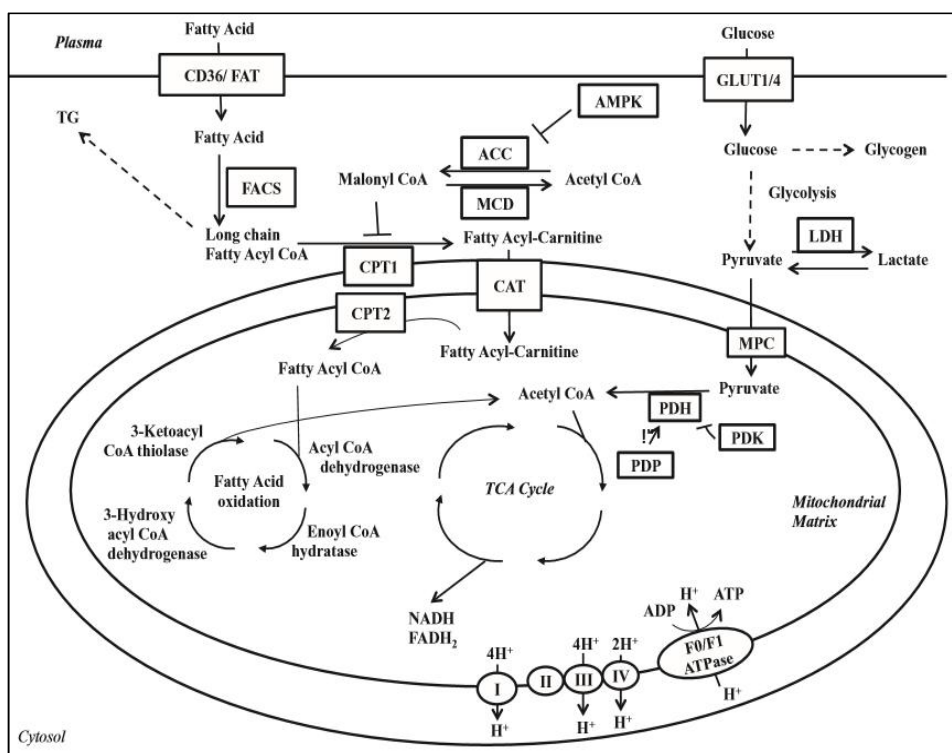 Plasma
Fatty Acid
Glucose
CD36/ FAT
GLUT1/4
AMPK
TG
Fatty Acid
Glucose
Glycogen
ACC
Malonyl CoA
Acetyl CoA
MCD
FACS
Glycolysis
Long chain
Fatty Acyl CoA
Fatty Acyl-Carnitine
LDH
Pyruvate
Lactate
CPT1
CAT
CPT2
MPC
Fatty Acyl-Carnitine
Fatty Acyl CoA
Pyruvate
Acetyl CoA
PDH
PDK
PDP
3-Ketoacyl
CoA thiolase
Acyl CoA
dehydrogenase
Fatty Acid
oxidation
TCA Cycle
3-Hydroxy
acyl CoA
dehydrogenase
Enoyl CoA
hydratase
Mitochondrial
Matrix
NADH
FADH₂
H⁺
ATP
ADP
F0/F1
ATPase
4H⁺
4H⁺
2H⁺
I
II
III
IV
H⁺
H⁺
H⁺
H⁺
Cytosol